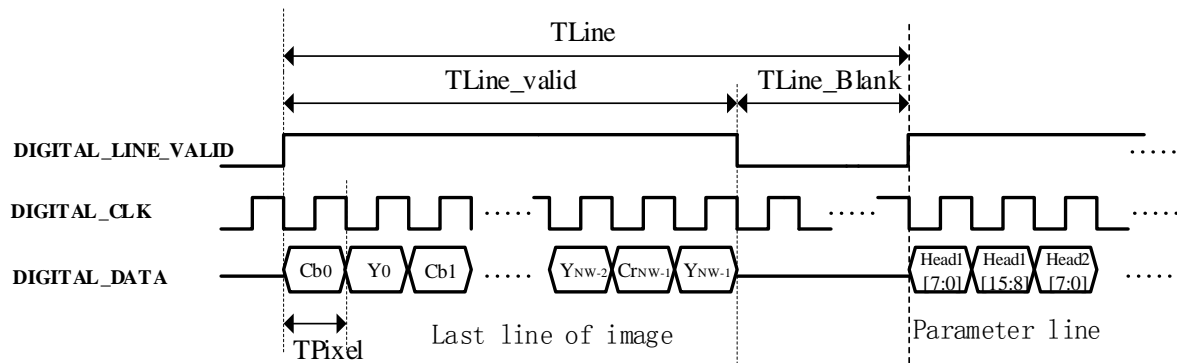 TLine
TLine_valid
TLine_Blank
DIGITAL_LINE_VALID
.....
DIGITAL_CLK
.....
.....
.....
DIGITAL_DATA
Cb0
Y0
Cb1
.....
YNW-2
CrNW-1
YNW-1
Head1
[7:0]
Head1
[15:8]
Head2
[7:0]
.....
TPixel
Last line of image
Parameter line